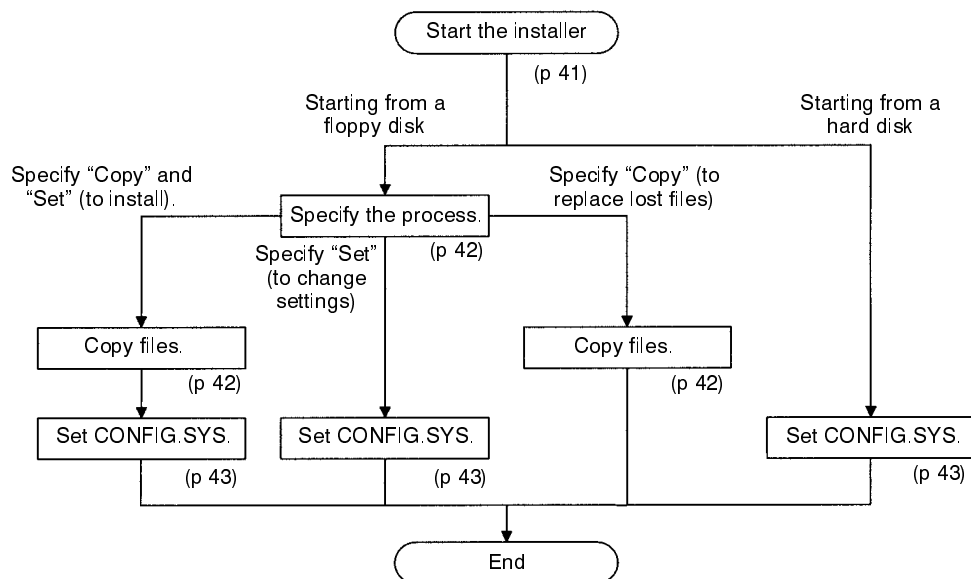 Start the installer
(p 41)
Starting from a
floppy disk
Starting from a
hard disk
Specify “Copy” and
“Set” (to install).
Specify “Copy” (to
replace lost files)
Specify the process.
(p 42)
Specify “Set”
(to change
settings)
Copy files.
(p 42)
Copy files.
(p 42)
Set CONFIG.SYS.
(p 43)
Set CONFIG.SYS.
(p 43)
Set CONFIG.SYS.
(p 43)
End